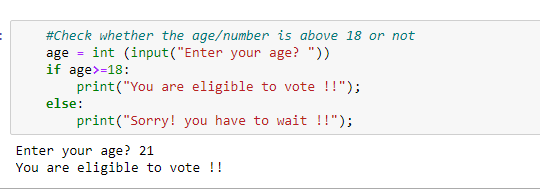 :
#Check whether the age/number is above 18 or not
age = int (input("Enter your age? "))
if age>=18:
    print("You are eligible to vote !!");
else:
    print("Sorry! you have to wait !!");
Enter your age? 21
You are eligible to vote !!